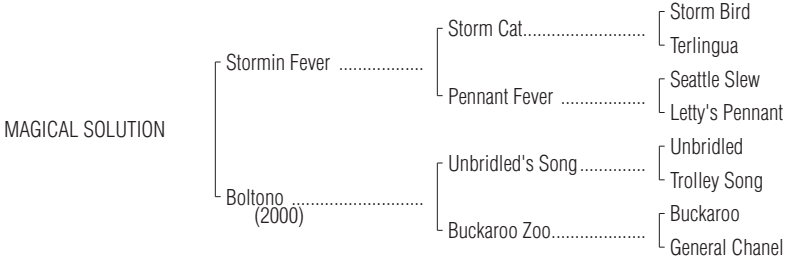 Storm Bird
Storm Cat..........................
Terlingua
Stormin Fever ..................
Seattle Slew
Pennant Fever ..................
Letty's Pennant
MAGICAL SOLUTION
Unbridled
Unbridled's Song..............
Trolley Song
Boltono ............................
(2000)
Buckaroo
Buckaroo Zoo....................
General Chanel